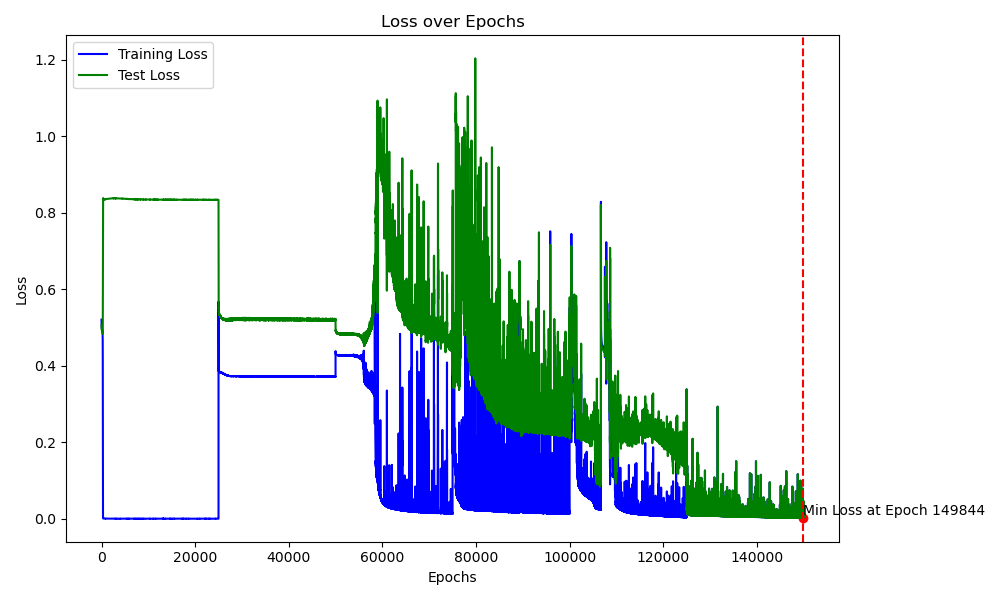 Loss over Epochs
Training Loss
Test Loss
1.2
1.0
0.8
0.6
0.4
0.2
0.0
Loss
Min Loss at Epoch 149844
0
20000
40000
60000
80000
100000
120000
140000
Epochs